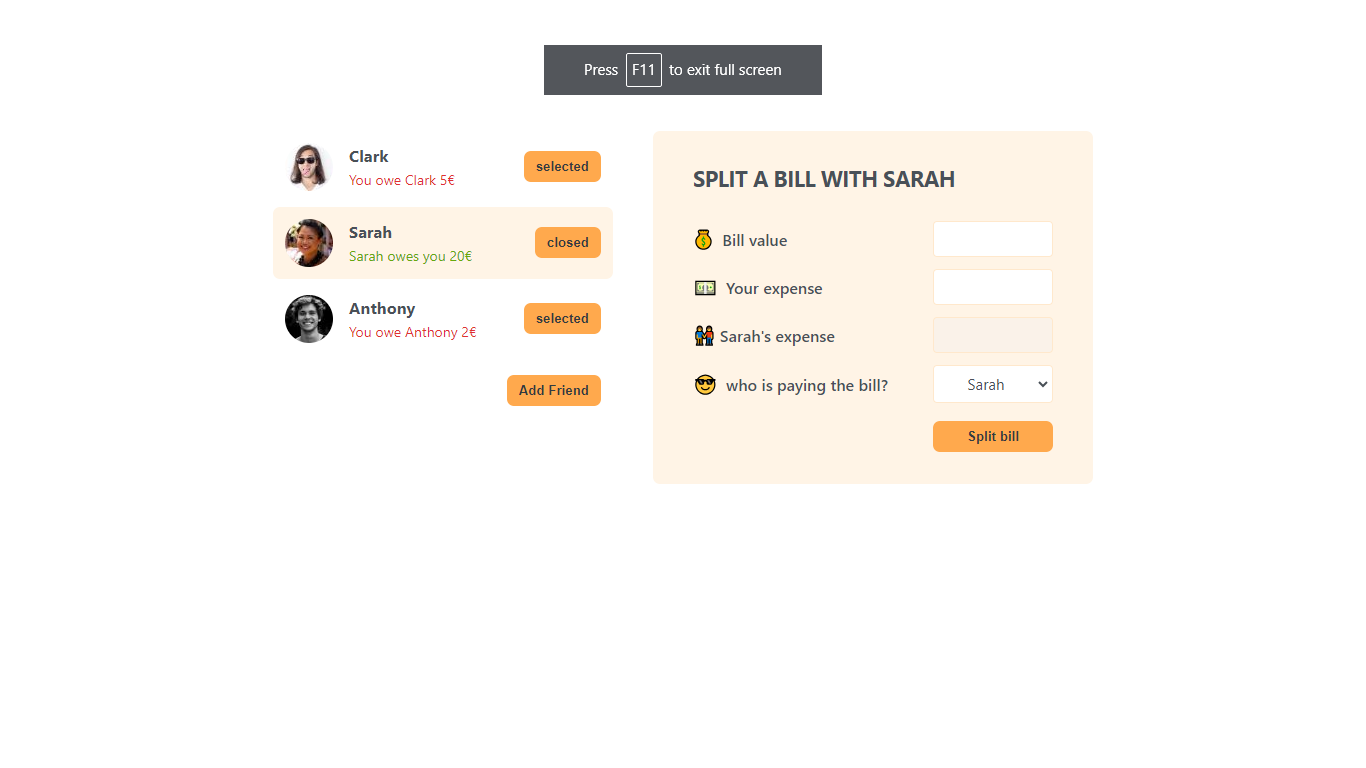 Press F11 to exit full screen
Clark
You owe Clark 5€
selected
Sarah
Sarah owes you 20€
closed
Anthony
You owe Anthony 2€
selected
Add Friend
SPLIT A BILL WITH SARAH
Bill value
Your expense
Sarah's expense
who is paying the bill?
Sarah
Split bill